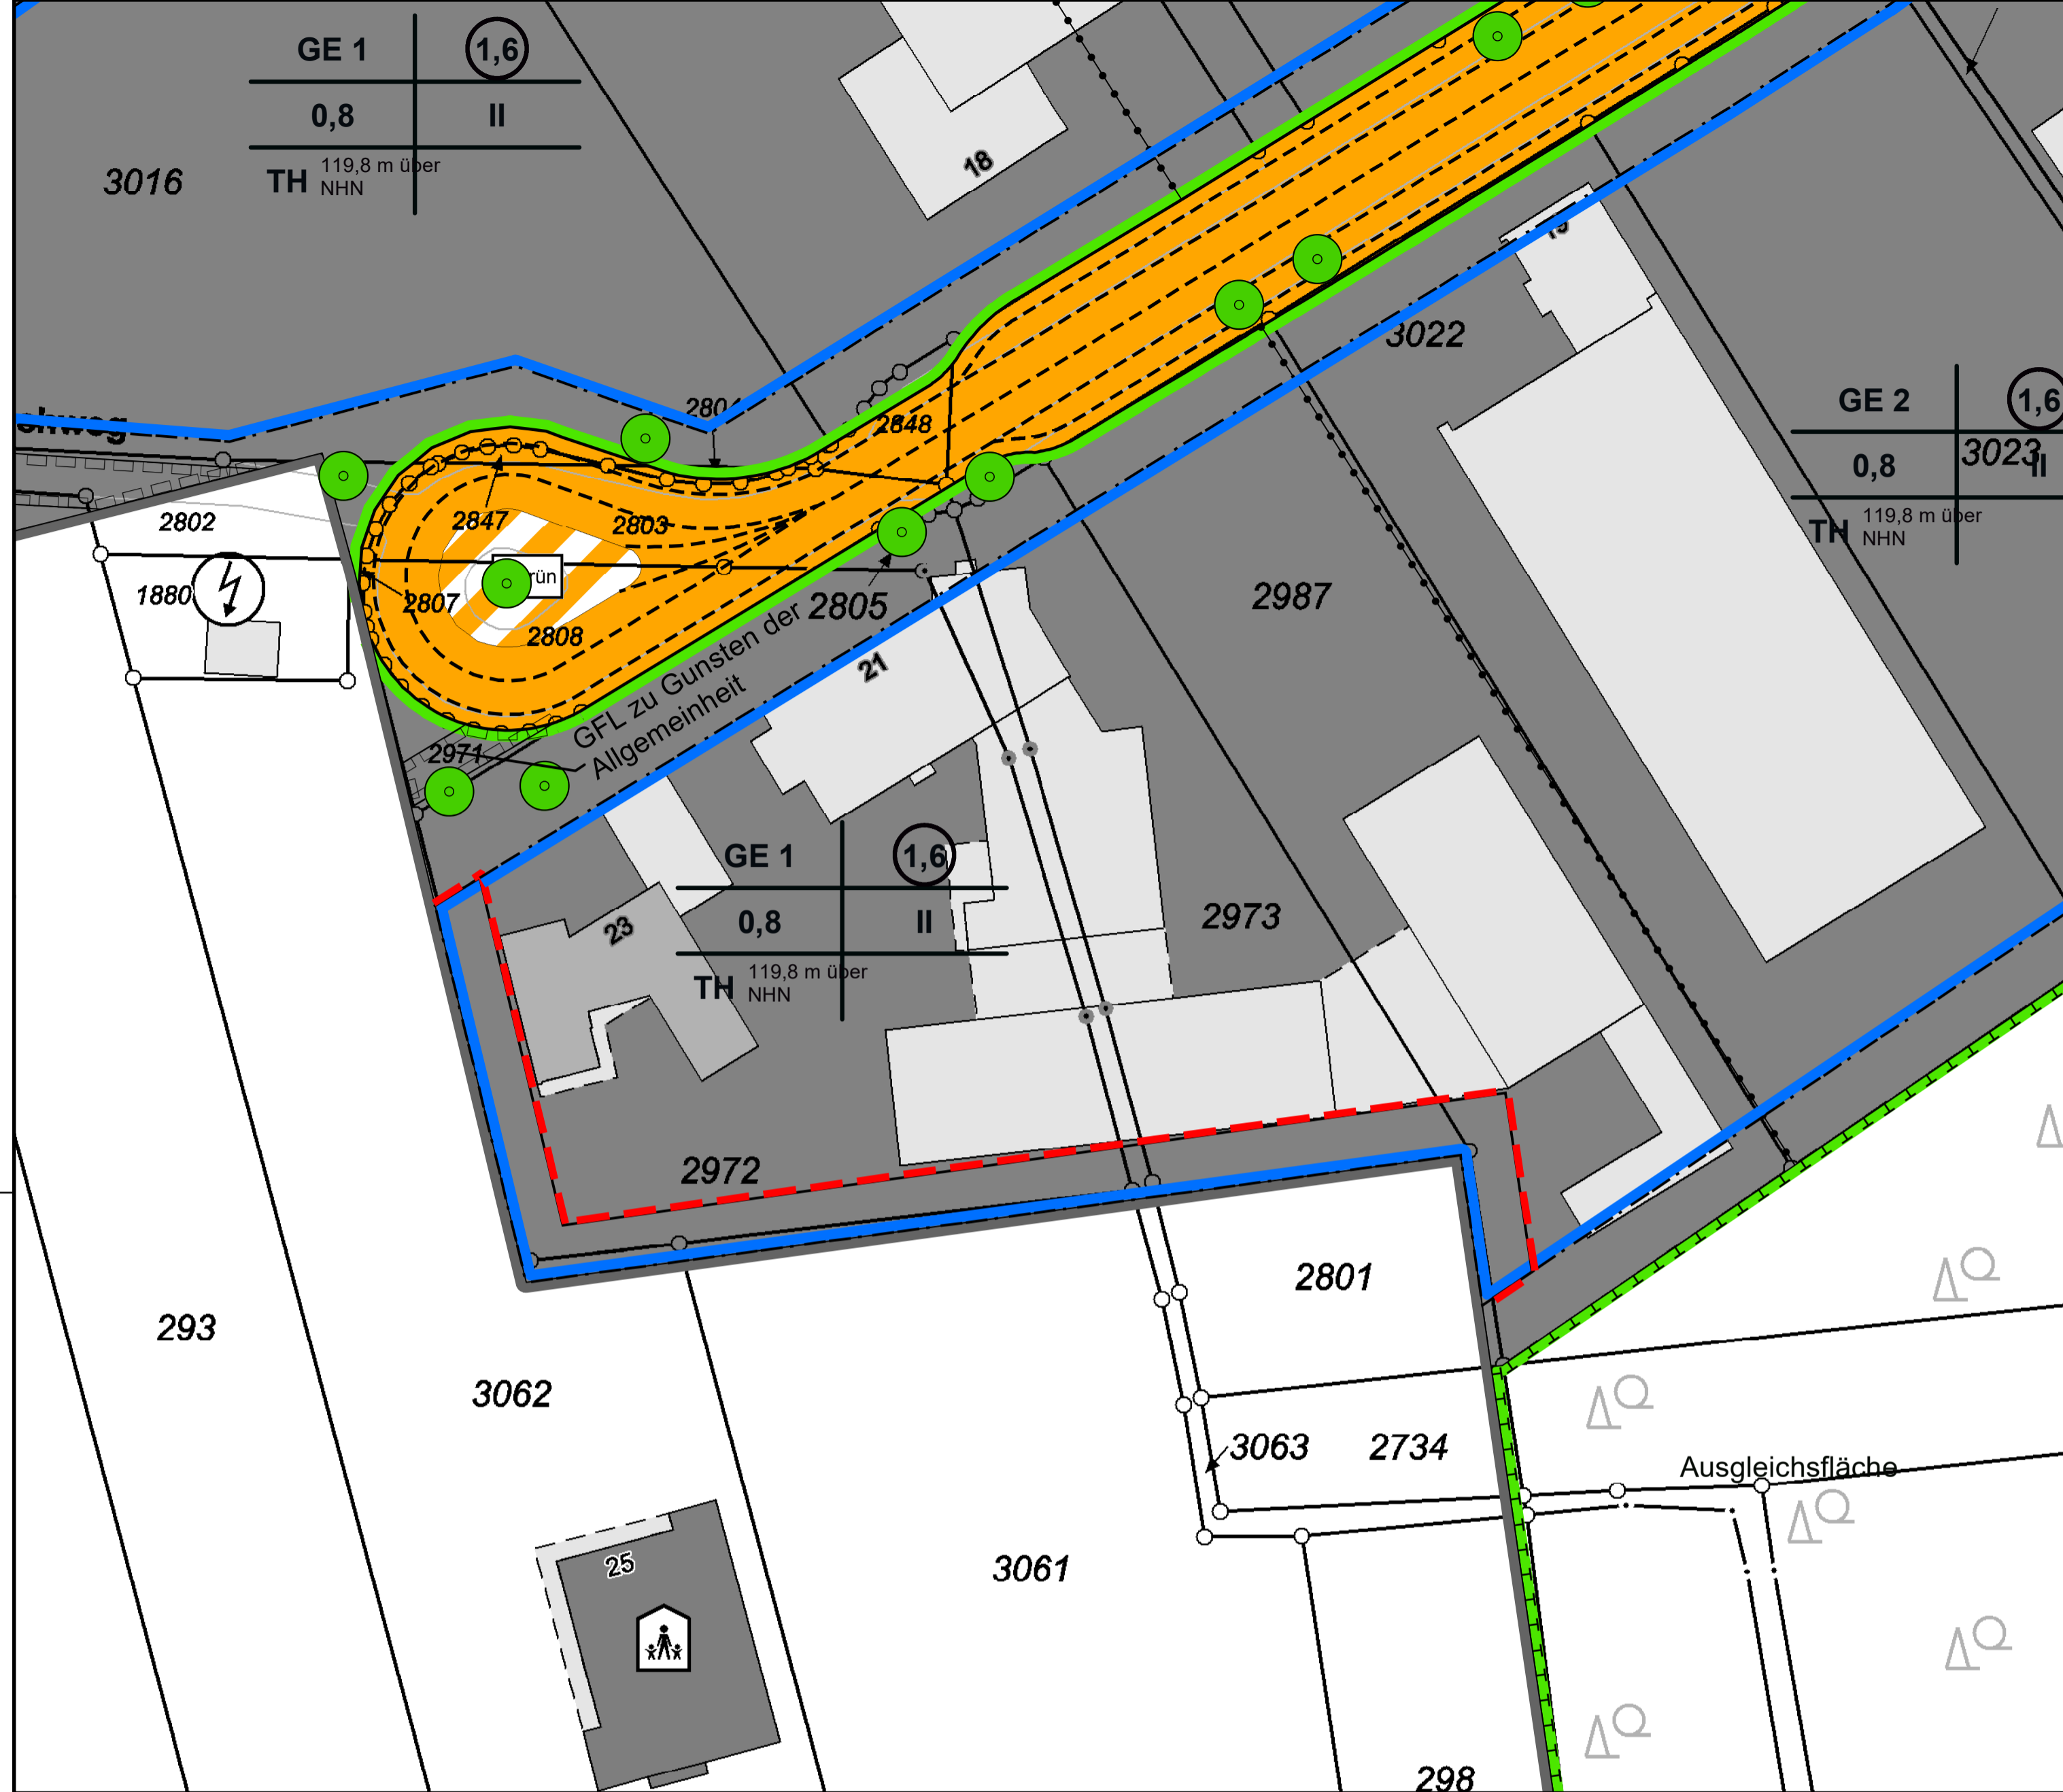 GE 1
1,6
0,8
II
TH
119,8 m über
NHN
3016
18
3022
GE 2
1,6
0,8
3023
II
TH
119,8 m über
NHN
2848
2802
2847
2803
rün
1880
2807
2808
2805
2987
GFL zu Gunsten der
Allgemeinheit
21
2971
GE 1
1,6
0,8
II
TH
119,8 m über
NHN
23
2973
2972
2801
293
3062
3063
2734
Ausgleichsfläche
25
3061
298